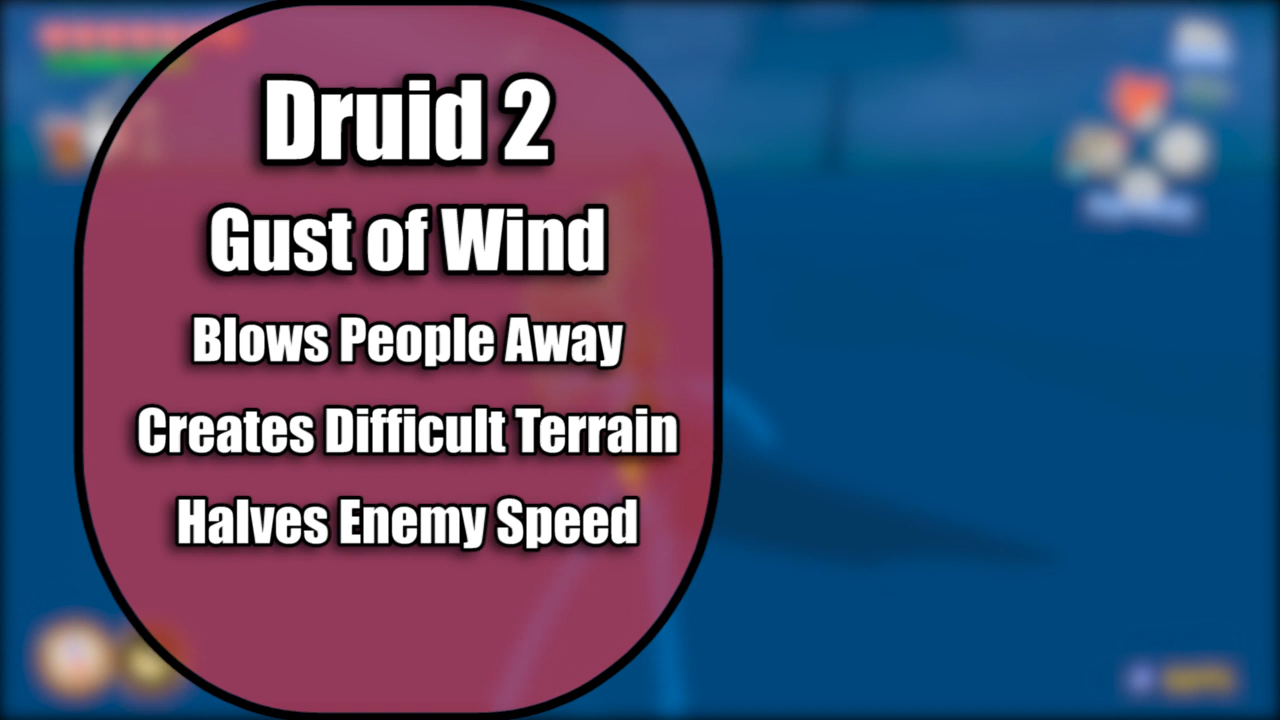 Druid 2
Gust of Wind
Blows People Away
Creates Difficult Terrain
Halves Enemy Speed